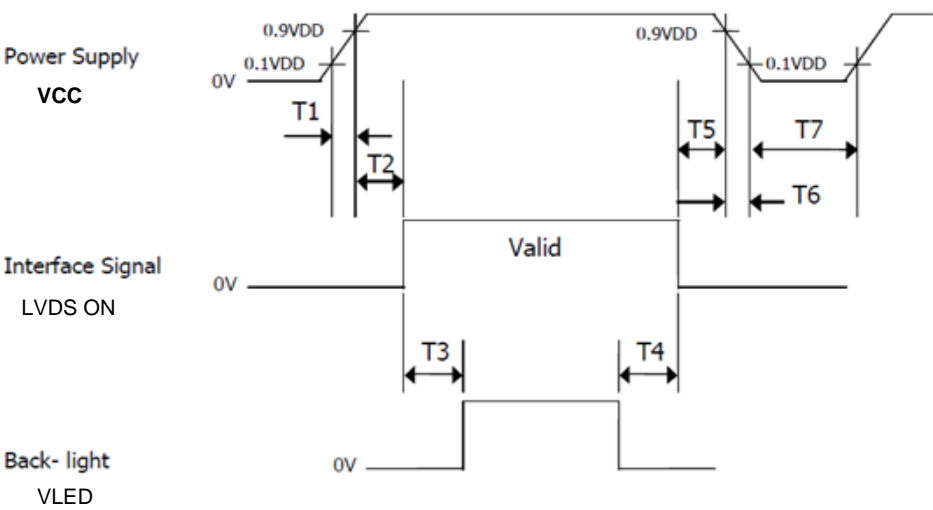 0.9VDD
0.9VDD
Power Supply
0.1VDD
0.1VDD
0V
VCC
T1
T5
T7
T2
T6
Valid
Interface Signal
0V
LVDS ON
T3
T4
Back- light
0V
VLED